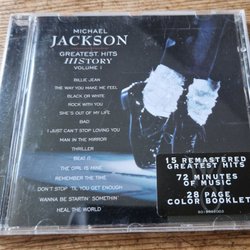 MICHAEL
JACKSON
GREATEST HITS
HISTORY
VOLUME I
BILLIE JEAN
THE WAY YOU MAKE ME FEEL
BLACK OR WHITE
ROCK WITH YOU
SHE'S OUT OF MY LIFE
BAD
I JUST CAN'T STOP LOVING YOU
MAN IN THE MIRROR
THRILLER
BEAT IT
THE GIRL IS MINE
REMEMBER THE TIME
DON'T STOP 'TIL YOU GET ENOUGH
WANNA BE STARTIN' SOMETHIN'
HEAL THE WORLD
15 REMASTERED
GREATEST HITS
72 MINUTES
OF MUSIC
28 PAGE
COLOR BOOKLET